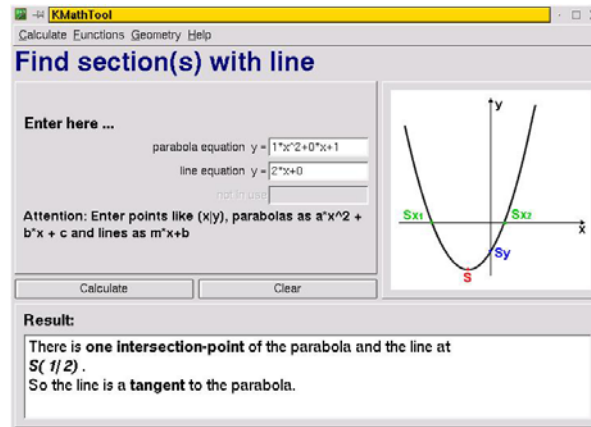 KMathTool
Calculate Functions Geometry Help
Find section(s) with line
Enter here ...
parabola equation y = 1*x^2+0*x+1
line equation y = 2*x+0
not in use
Attention: Enter points like (x|y), parabolas as a*x^2 +
b*x + c and lines as m*x+b
y
Sx1
Sx2
x
Sy
S
Calculate
Clear
Result:
There is one intersection-point of the parabola and the line at
S( 1/ 2) .
So the line is a tangent to the parabola.